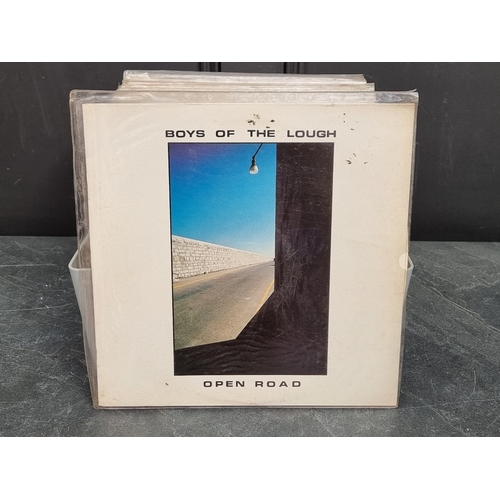 BOYS OF THE LOUGH
OPEN ROAD